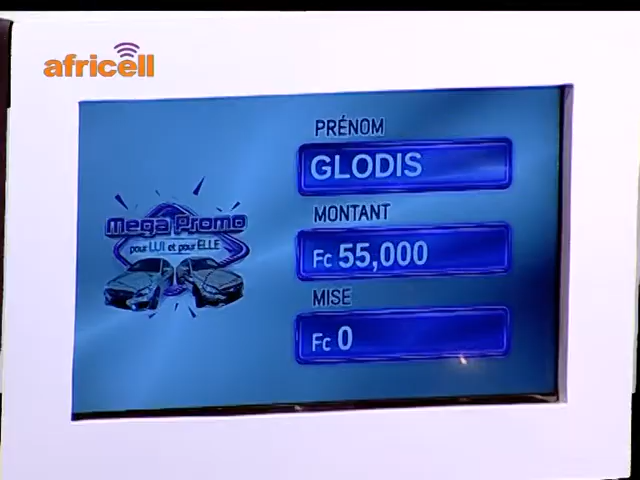 africell
PRÉNOM
GLODIS
MONTANT
Fc 55,000
MISE
Fc 0
Mega Promo
pour LUI et pour ELLE